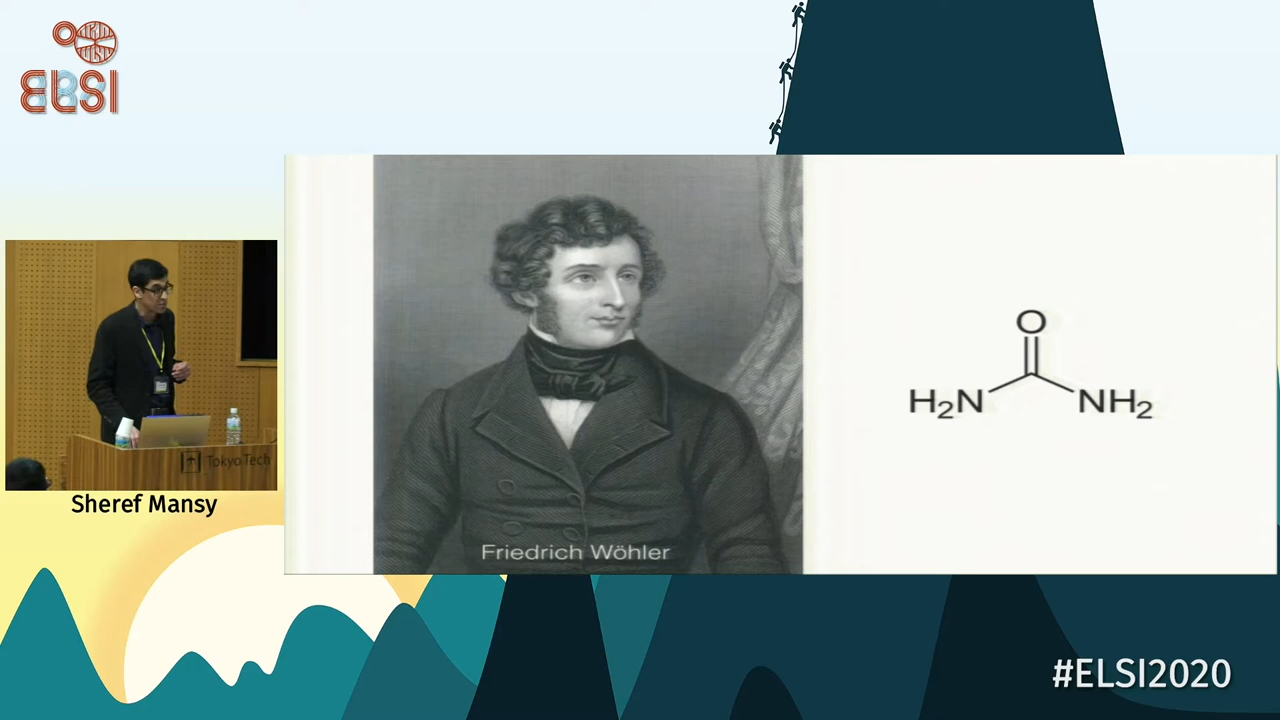 ELSI
Tokyo Tech
Sheref Mansy
Friedrich Wöhler
O
H₂N
NH₂
#ELSI2020